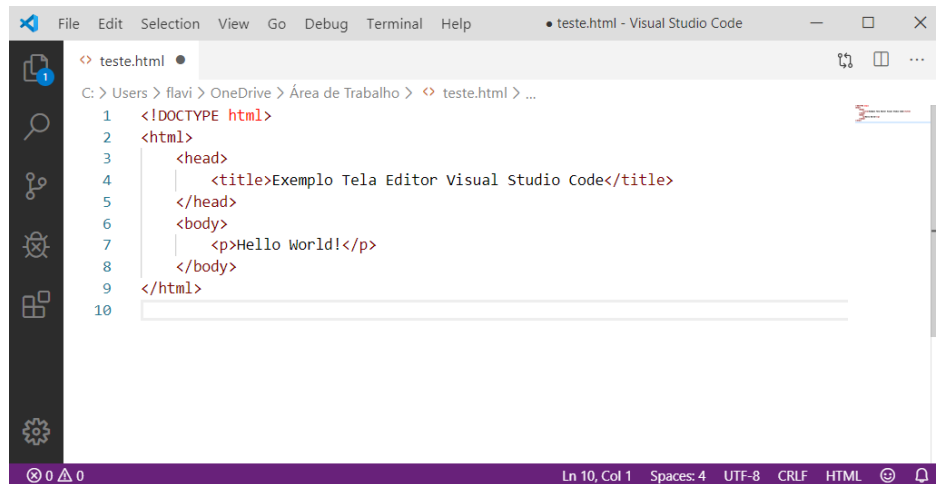 File Edit Selection View Go Debug Terminal Help ● teste.html - Visual Studio Code
<> teste.html ●
C: > Users > flavi > OneDrive > Área de Trabalho > <> teste.html > ...
1 <!DOCTYPE html>
2 <html>
3     <head>
4         <title>Exemplo Tela Editor Visual Studio Code</title>
5     </head>
6     <body>
7         <p>Hello World!</p>
8     </body>
9 </html>
10
1
0 0 Ln 10, Col 1 Spaces: 4 UTF-8 CRLF HTML